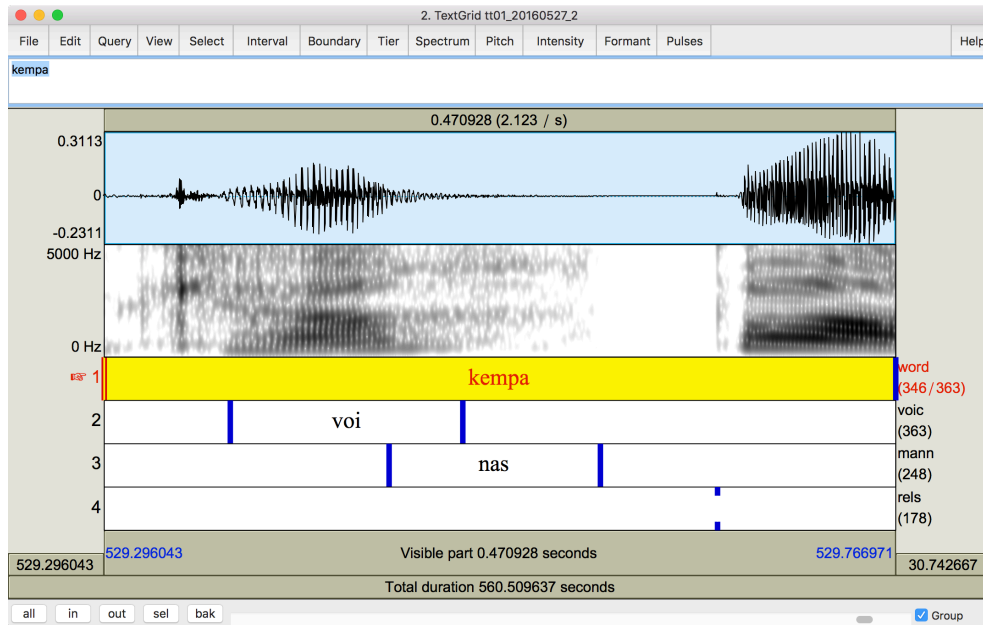 2. TextGrid tt01_20160527_2
File Edit Query View Select Interval Boundary Tier Spectrum Pitch Intensity Formant Pulses Help
kempa
0.470928 (2.123 / s)
0.3113
0
-0.2311
5000 Hz
0 Hz
☞ 1 kempa word
(346/363)
2 voi voic
(363)
3 nas mann
(248)
4 rels
(178)
529.296043 Visible part 0.470928 seconds 529.766971
529.296043 30.742667
Total duration 560.509637 seconds
all in out sel bak Group